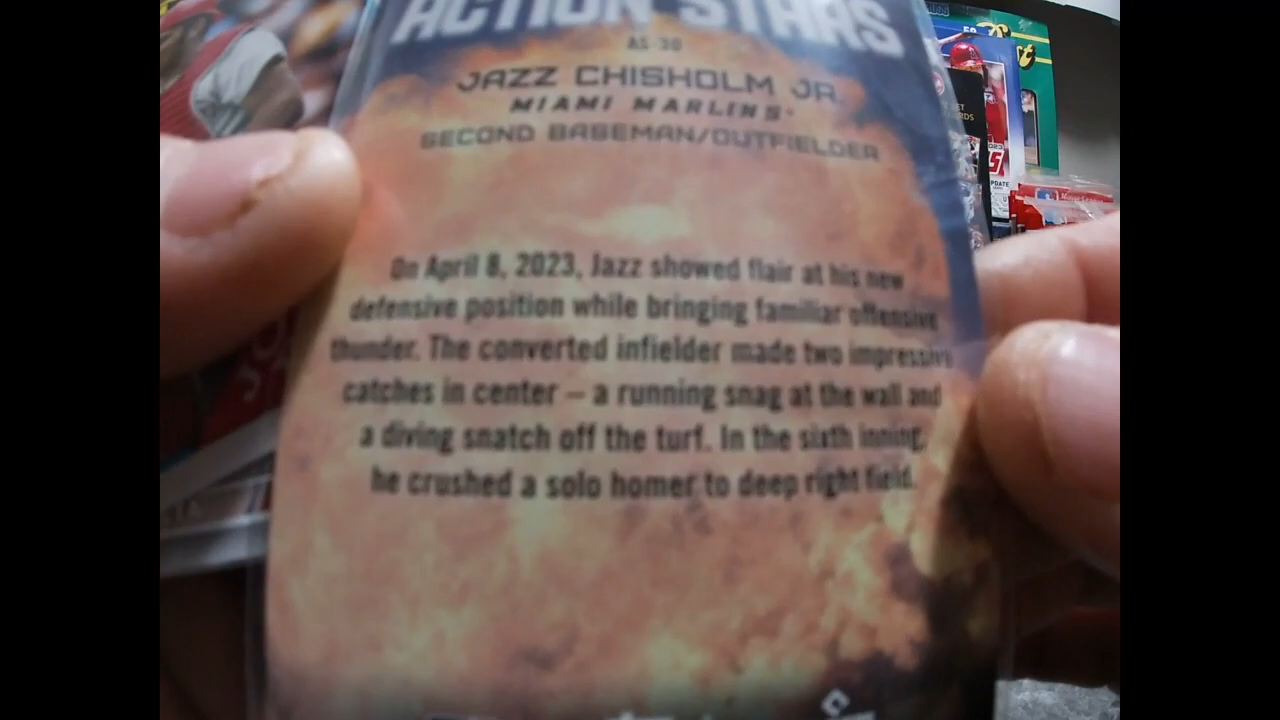 ACTION STARS
AS-30
JAZZ CHISHOLM JR.
MIAMI MARLINS®
SECOND BASEMAN/OUTFIELDER
On April 8, 2023, Jazz showed flair at his new
defensive position while bringing familiar offensive
thunder. The converted infielder made two impressive
catches in center – a running snag at the wall and
a diving snatch off the turf. In the sixth inning,
he crushed a solo homer to deep right field.